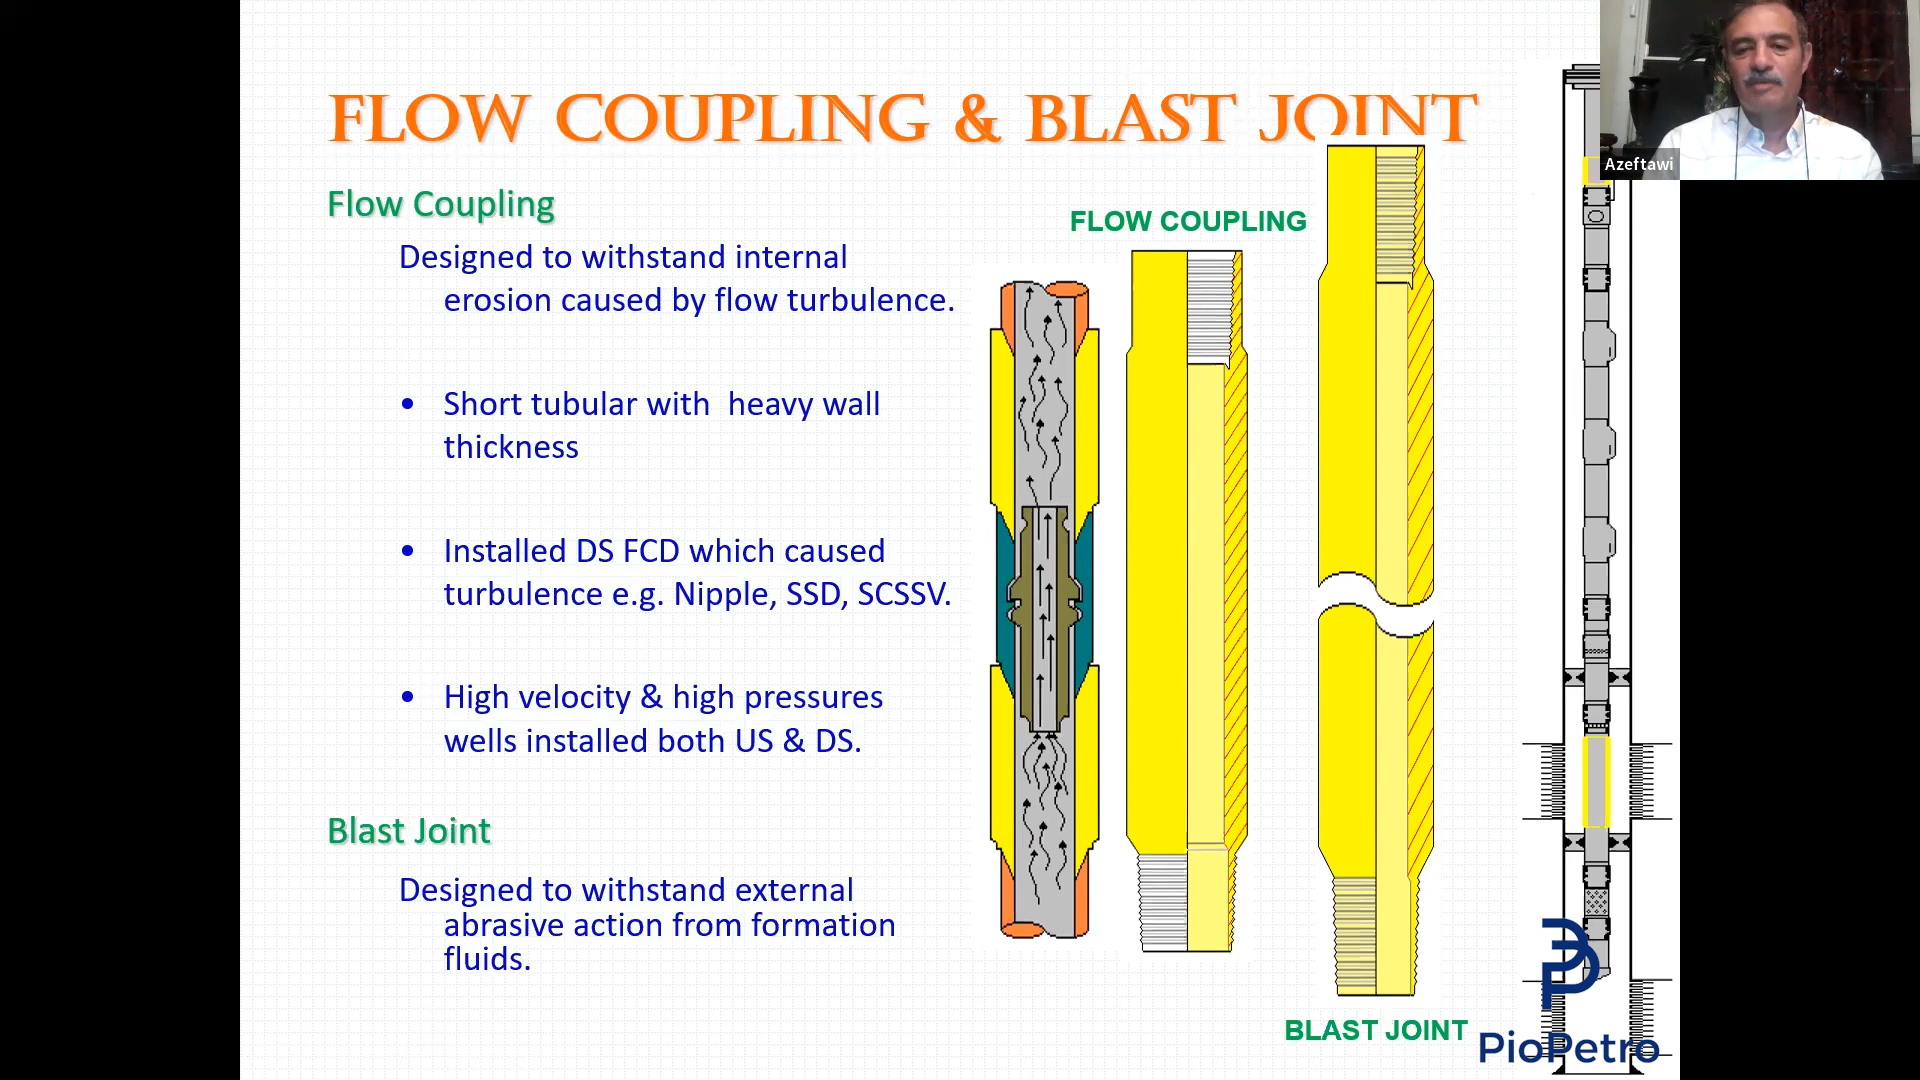 FLOW COUPLING & BLAST JOINT
Azeftawi
Flow Coupling
FLOW COUPLING
Designed to withstand internal
erosion caused by flow turbulence.
• Short tubular with heavy wall
thickness
• Installed DS FCD which caused
turbulence e.g. Nipple, SSD, SCSSV.
• High velocity & high pressures
wells installed both US & DS.
Blast Joint
Designed to withstand external
abrasive action from formation
fluids.
BLAST JOINT
PioPetro